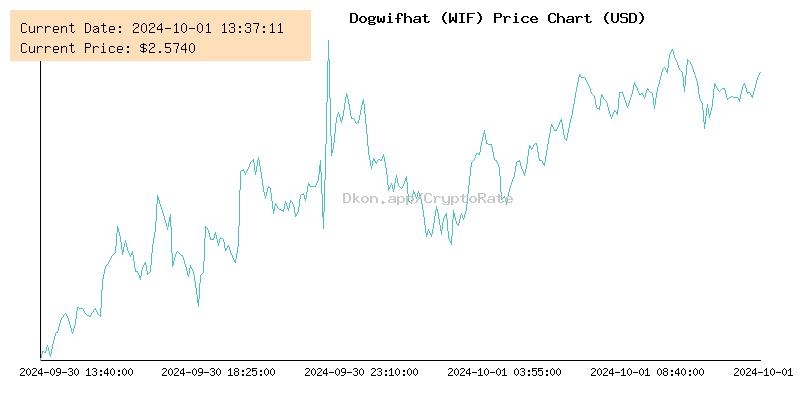 Dogwifhat (WIF) Price Chart (USD)
Current Date: 2024-10-01 13:37:11
Current Price: $2.5740
Dkon.app/CryptoRate
2024-09-30 13:40:00
2024-09-30 18:25:00
2024-09-30 23:10:00
2024-10-01 03:55:00
2024-10-01 08:40:00
2024-10-01